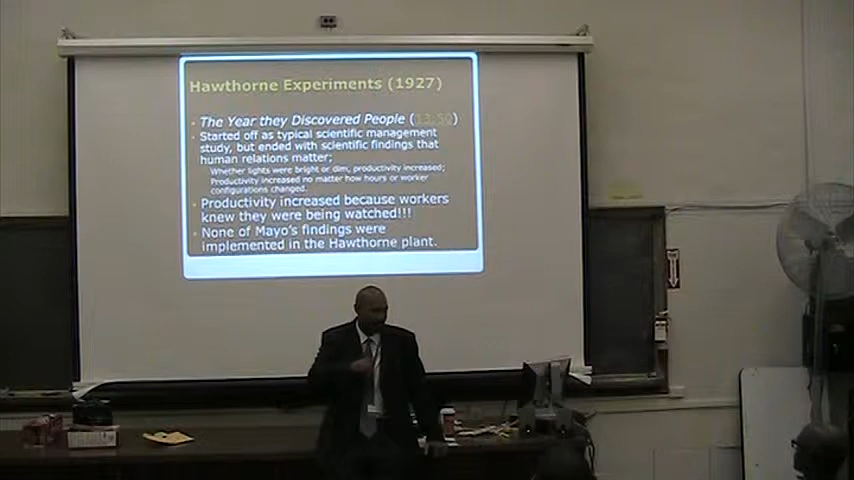 Hawthorne Experiments (1927)
The Year they Discovered People (13:50)
Started off as typical scientific management
study, but ended with scientific findings that
human relations matter;
Whether lights were bright or dim, productivity increased;
Productivity increased no matter how hours or worker
configurations changed.
Productivity increased because workers
knew they were being watched!!!
None of Mayo's findings were
implemented in the Hawthorne plant.